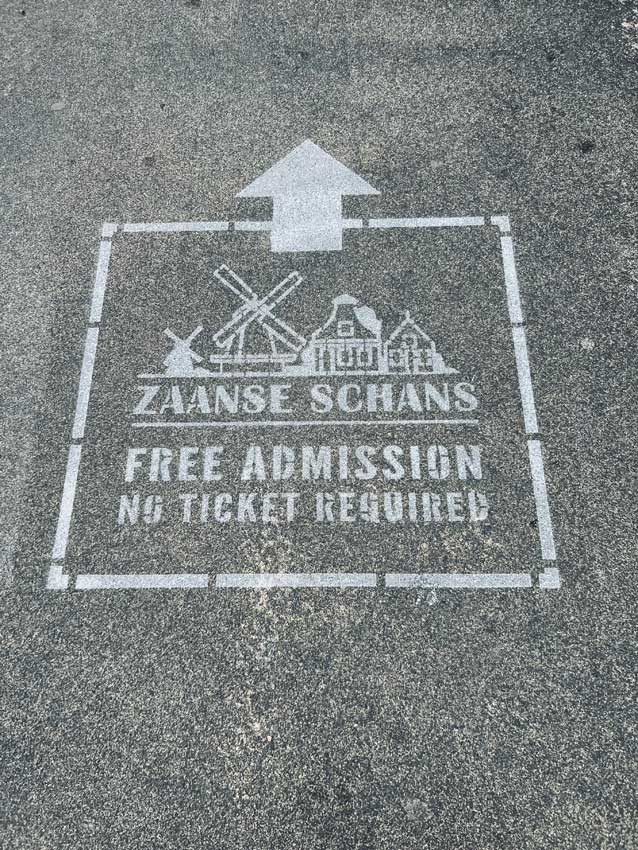 ZAANSE SCHANS
FREE ADMISSION
NO TICKET REQUIRED